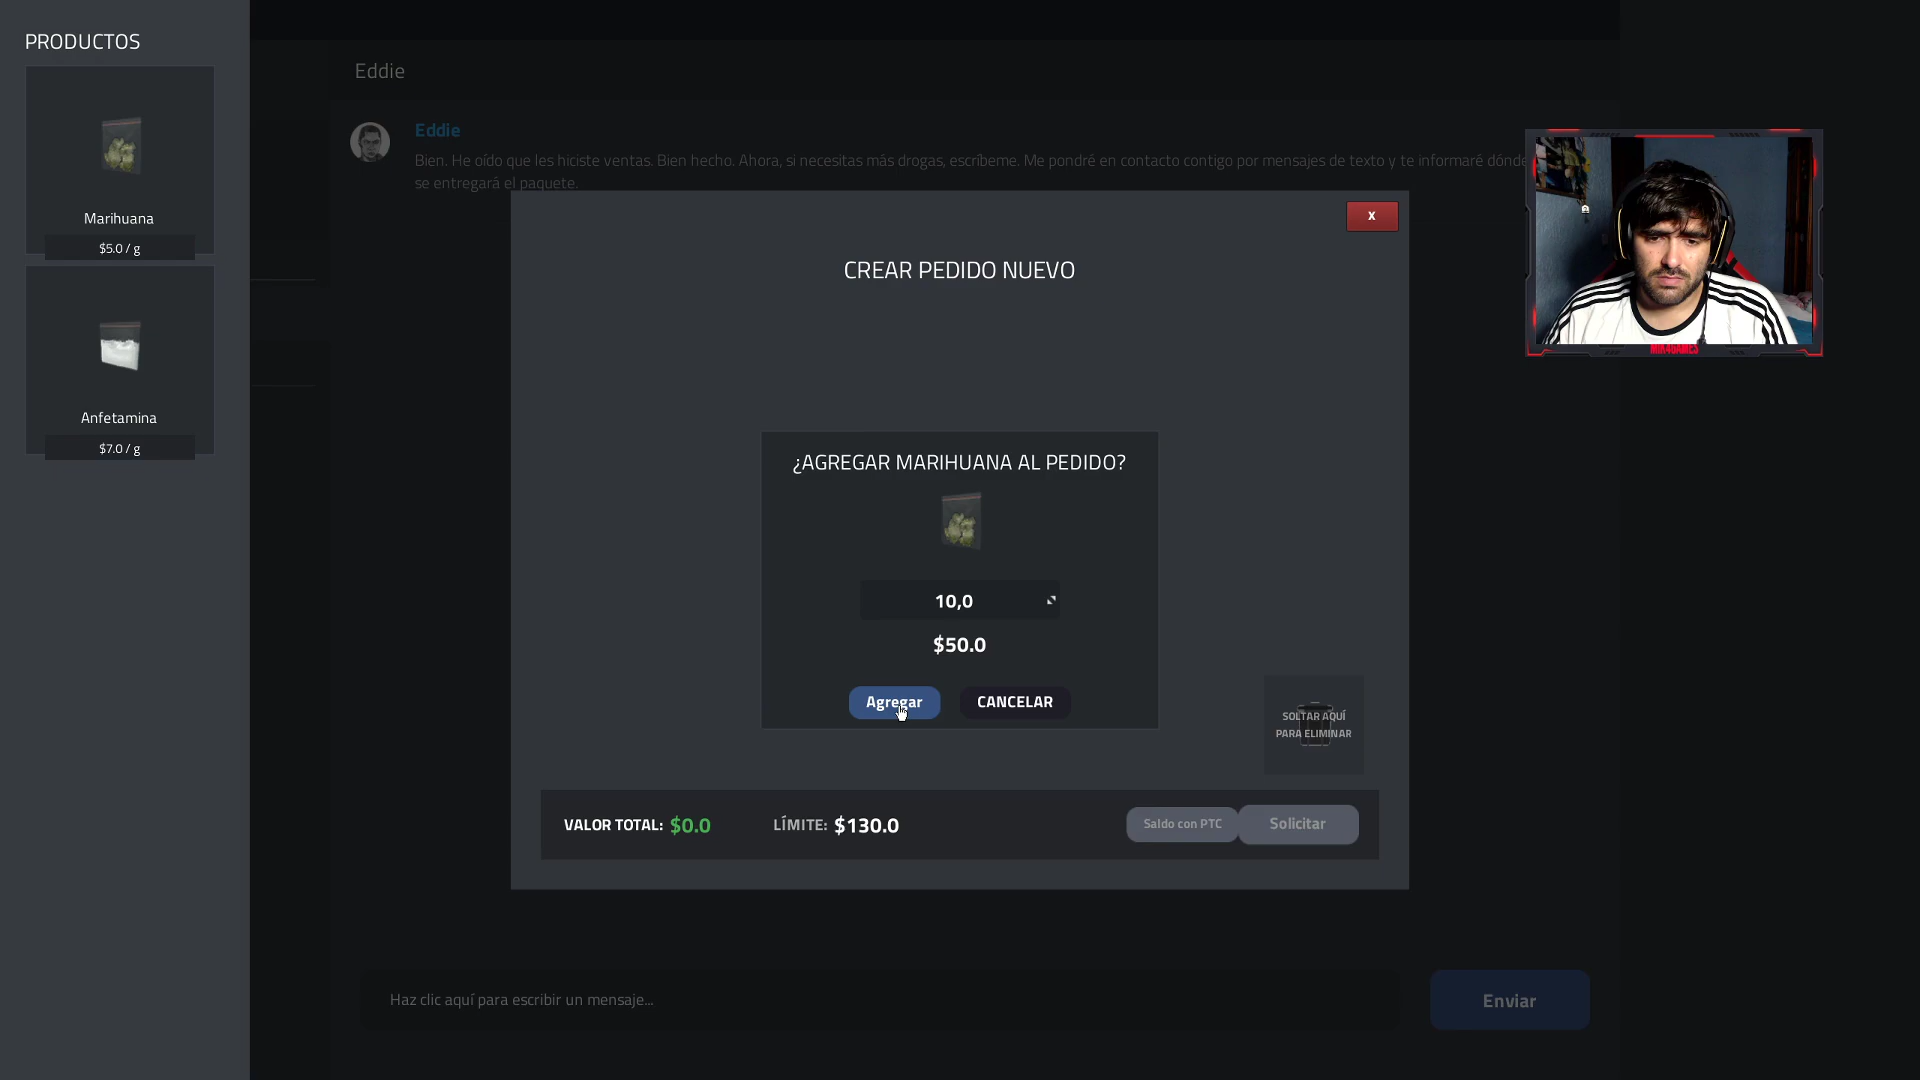 PRODUCTOS
Marihuana
$5.0 / g
Anfetamina
$7.0 / g
Eddie
Eddie
Bien. He oído que les hiciste ventas. Bien hecho. Ahora, si necesitas más drogas, escríbeme. Me pondré en contacto contigo por mensajes de texto y te informaré dónde
se entregará el paquete.
X
CREAR PEDIDO NUEVO
¿AGREGAR MARIHUANA AL PEDIDO?
10,0
$50.0
Agregar
CANCELAR
SOLTAR AQUÍ
PARA ELIMINAR
VALOR TOTAL: $0.0
LÍMITE: $130.0
Saldo con PTC
Solicitar
Haz clic aquí para escribir un mensaje...
Enviar
MIK4GAMES